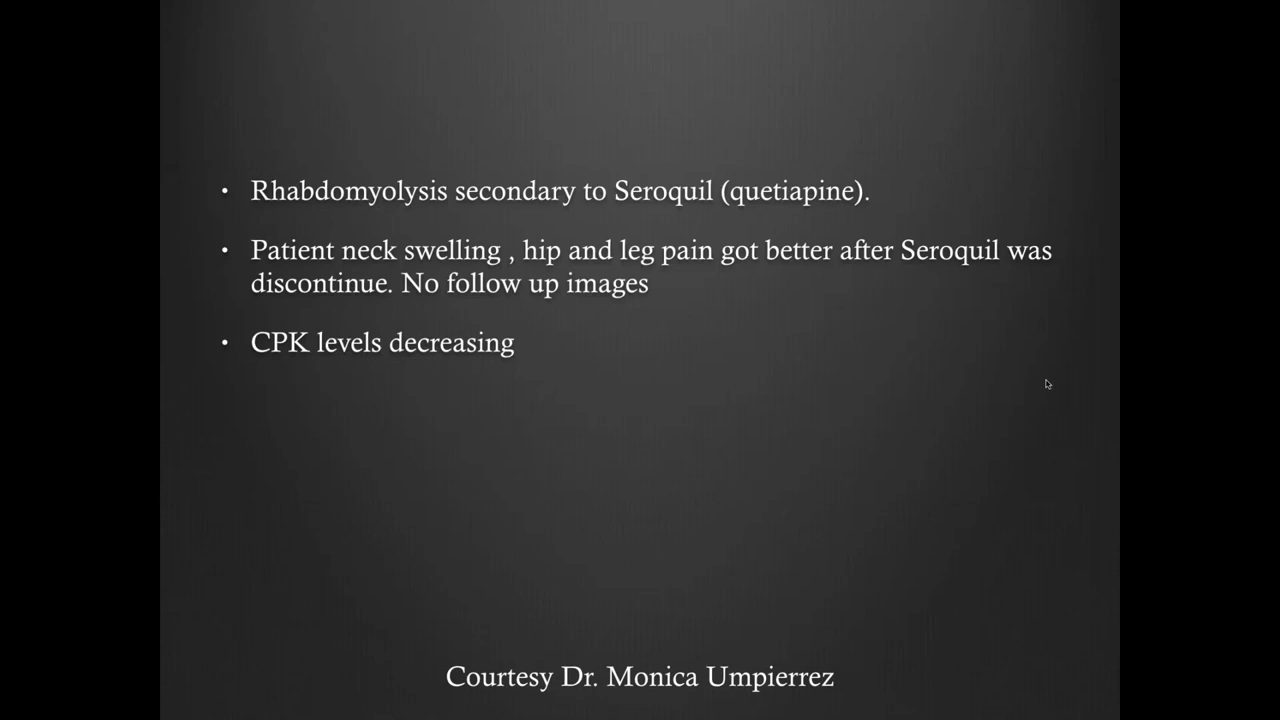 • Rhabdomyolysis secondary to Seroquil (quetiapine).
• Patient neck swelling , hip and leg pain got better after Seroquil was
discontinue. No follow up images
• CPK levels decreasing
Courtesy Dr. Monica Umpierrez